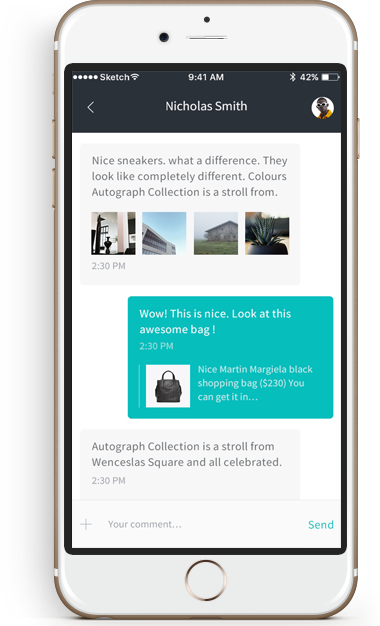 Sketch 9:41 AM 42%
Nicholas Smith
Nice sneakers. what a difference. They
look like completely different. Colours
Autograph Collection is a stroll from.
2:30 PM
Wow! This is nice. Look at this
awesome bag !
2:30 PM
Nice Martin Margiela black
shopping bag ($230) You
can get it in...
Autograph Collection is a stroll from
Wenceslas Square and all celebrated.
2:30 PM
Your comment... Send